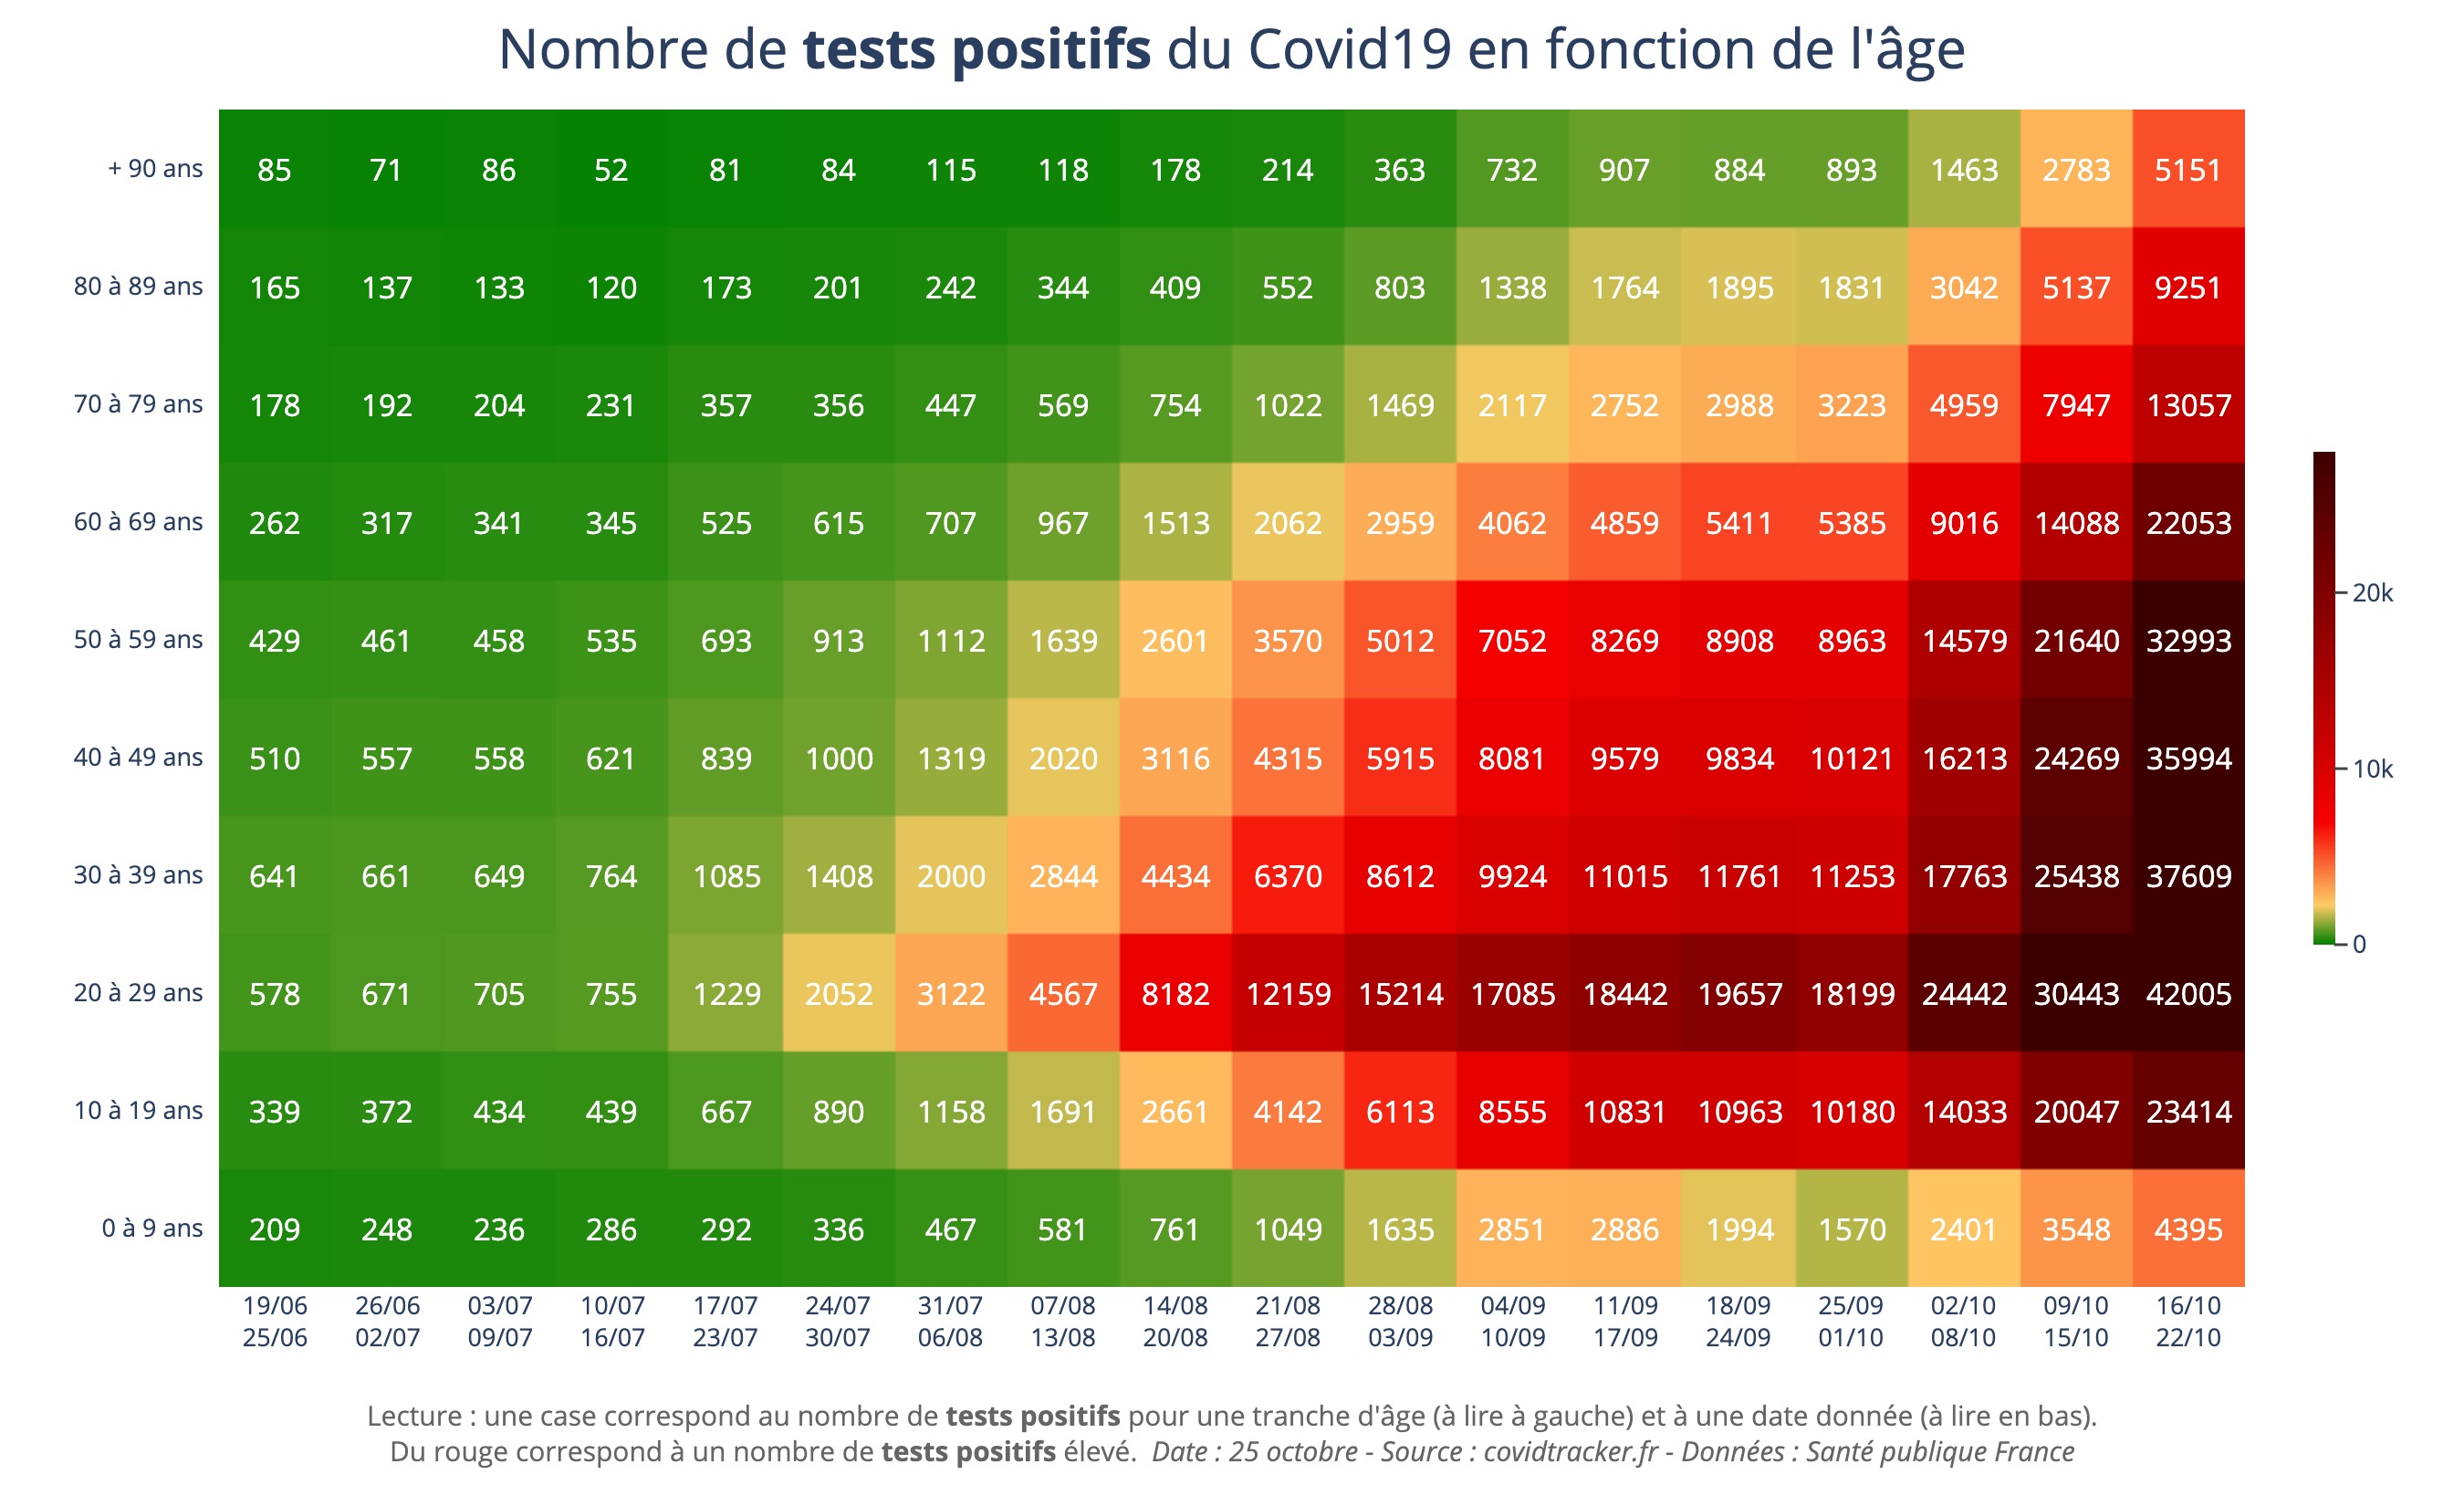 Nombre de tests positifs du Covid19 en fonction de l'âge
+ 90 ans 85 71 86 52 81 84 115 118 178 214 363 732 907 884 893 1463 2783 5151
80 à 89 ans 165 137 133 120 173 201 242 344 409 552 803 1338 1764 1895 1831 3042 5137 9251
70 à 79 ans 178 192 204 231 357 356 447 569 754 1022 1469 2117 2752 2988 3223 4959 7947 13057
60 à 69 ans 262 317 341 345 525 615 707 967 1513 2062 2959 4062 4859 5411 5385 9016 14088 22053
50 à 59 ans 429 461 458 535 693 913 1112 1639 2601 3570 5012 7052 8269 8908 8963 14579 21640 32993
20k
40 à 49 ans 510 557 558 621 839 1000 1319 2020 3116 4315 5915 8081 9579 9834 10121 16213 24269 35994
10k
30 à 39 ans 641 661 649 764 1085 1408 2000 2844 4434 6370 8612 9924 11015 11761 11253 17763 25438 37609
0
20 à 29 ans 578 671 705 755 1229 2052 3122 4567 8182 12159 15214 17085 18442 19657 18199 24442 30443 42005
10 à 19 ans 339 372 434 439 667 890 1158 1691 2661 4142 6113 8555 10831 10963 10180 14033 20047 23414
0 à 9 ans 209 248 236 286 292 336 467 581 761 1049 1635 2851 2886 1994 1570 2401 3548 4395
19/06 26/06 03/07 10/07 17/07 24/07 31/07 07/08 14/08 21/08 28/08 04/09 11/09 18/09 25/09 02/10 09/10 16/10
25/06 02/07 09/07 16/07 23/07 30/07 06/08 13/08 20/08 27/08 03/09 10/09 17/09 24/09 01/10 08/10 15/10 22/10
Lecture : une case correspond au nombre de tests positifs pour une tranche d'âge (à lire à gauche) et à une date donnée (à lire en bas).
Du rouge correspond à un nombre de tests positifs élevé. Date : 25 octobre - Source : covidtracker.fr - Données : Santé publique France